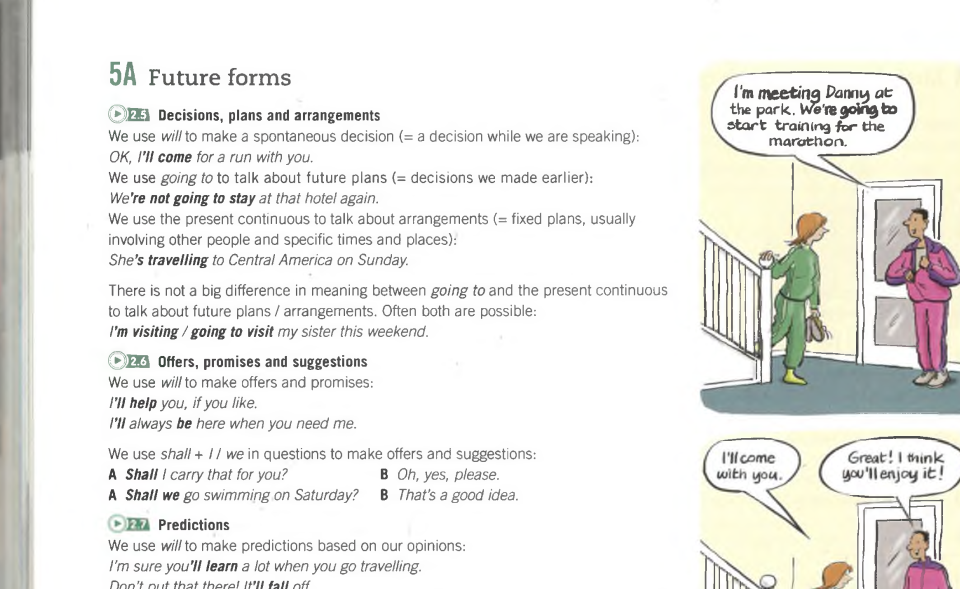 5A Future forms
2.5 Decisions, plans and arrangements
We use will to make a spontaneous decision (= a decision while we are speaking):
OK, I'll come for a run with you.
We use going to to talk about future plans (= decisions we made earlier):
We're not going to stay at that hotel again.
We use the present continuous to talk about arrangements (= fixed plans, usually
involving other people and specific times and places):
She's travelling to Central America on Sunday.
There is not a big difference in meaning between going to and the present continuous
to talk about future plans / arrangements. Often both are possible:
I'm visiting / going to visit my sister this weekend.
2.6 Offers, promises and suggestions
We use will to make offers and promises:
I'll help you, if you like.
I'll always be here when you need me.
We use shall + I / we in questions to make offers and suggestions:
A Shall I carry that for you? B Oh, yes, please.
A Shall we go swimming on Saturday? B That's a good idea.
2.7 Predictions
We use will to make predictions based on our opinions:
I'm sure you'll learn a lot when you go travelling.
Don't put that there! It'll fall off.
I'm meeting Danny at
the park. We're going to
start training for the
marathon.
I'll come
with you.
Great! I think
you'll enjoy it!